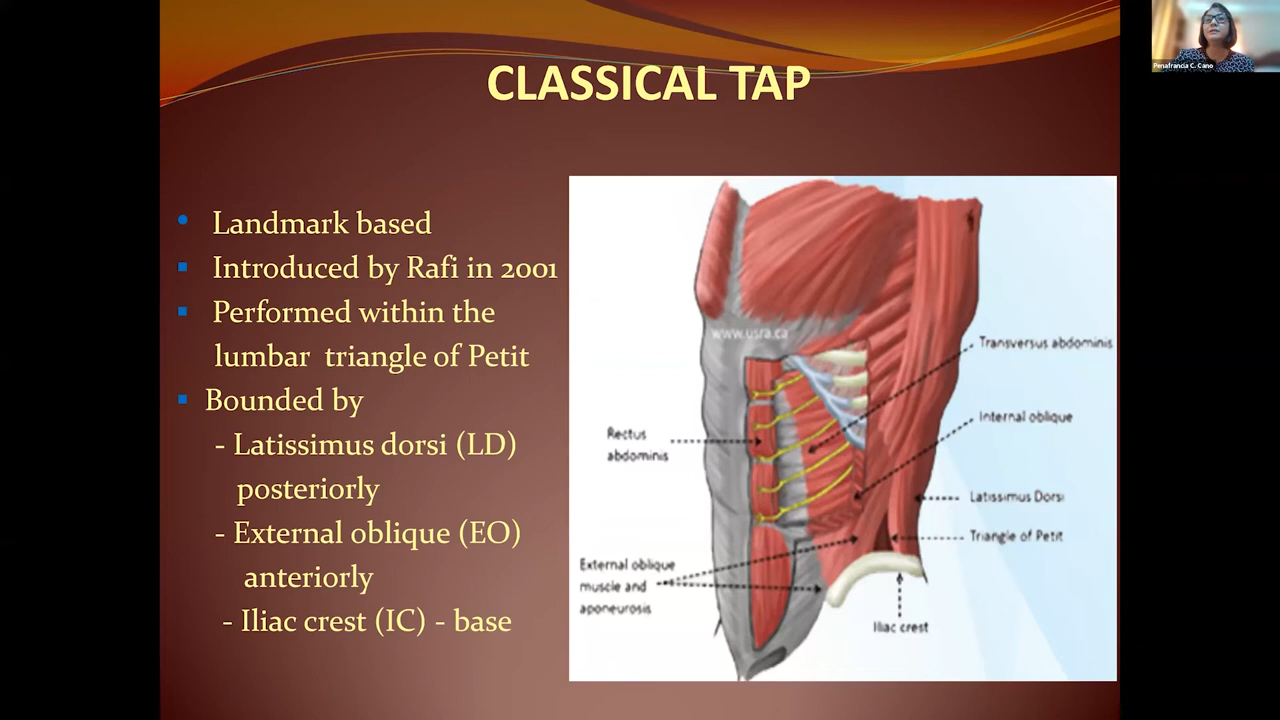 CLASSICAL TAP
Penafrancia C. Cano
Landmark based
Introduced by Rafi in 2001
Performed within the
lumbar triangle of Petit
Bounded by
- Latissimus dorsi (LD)
posteriorly
- External oblique (EO)
anteriorly
- Iliac crest (IC) - base
www.usra.ca
Transversus abdominis
Internal oblique
Rectus
abdominis
Latissimus Dorsi
Triangle of Petit
External oblique
muscle and
aponeurosis
Iliac crest